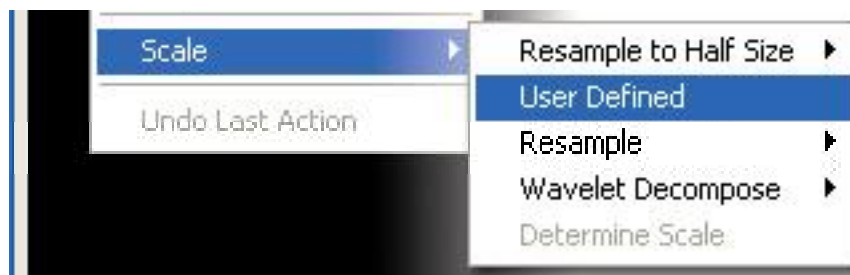 Scale
Undo Last Action
Resample to Half Size
User Defined
Resample
Wavelet Decompose
Determine Scale